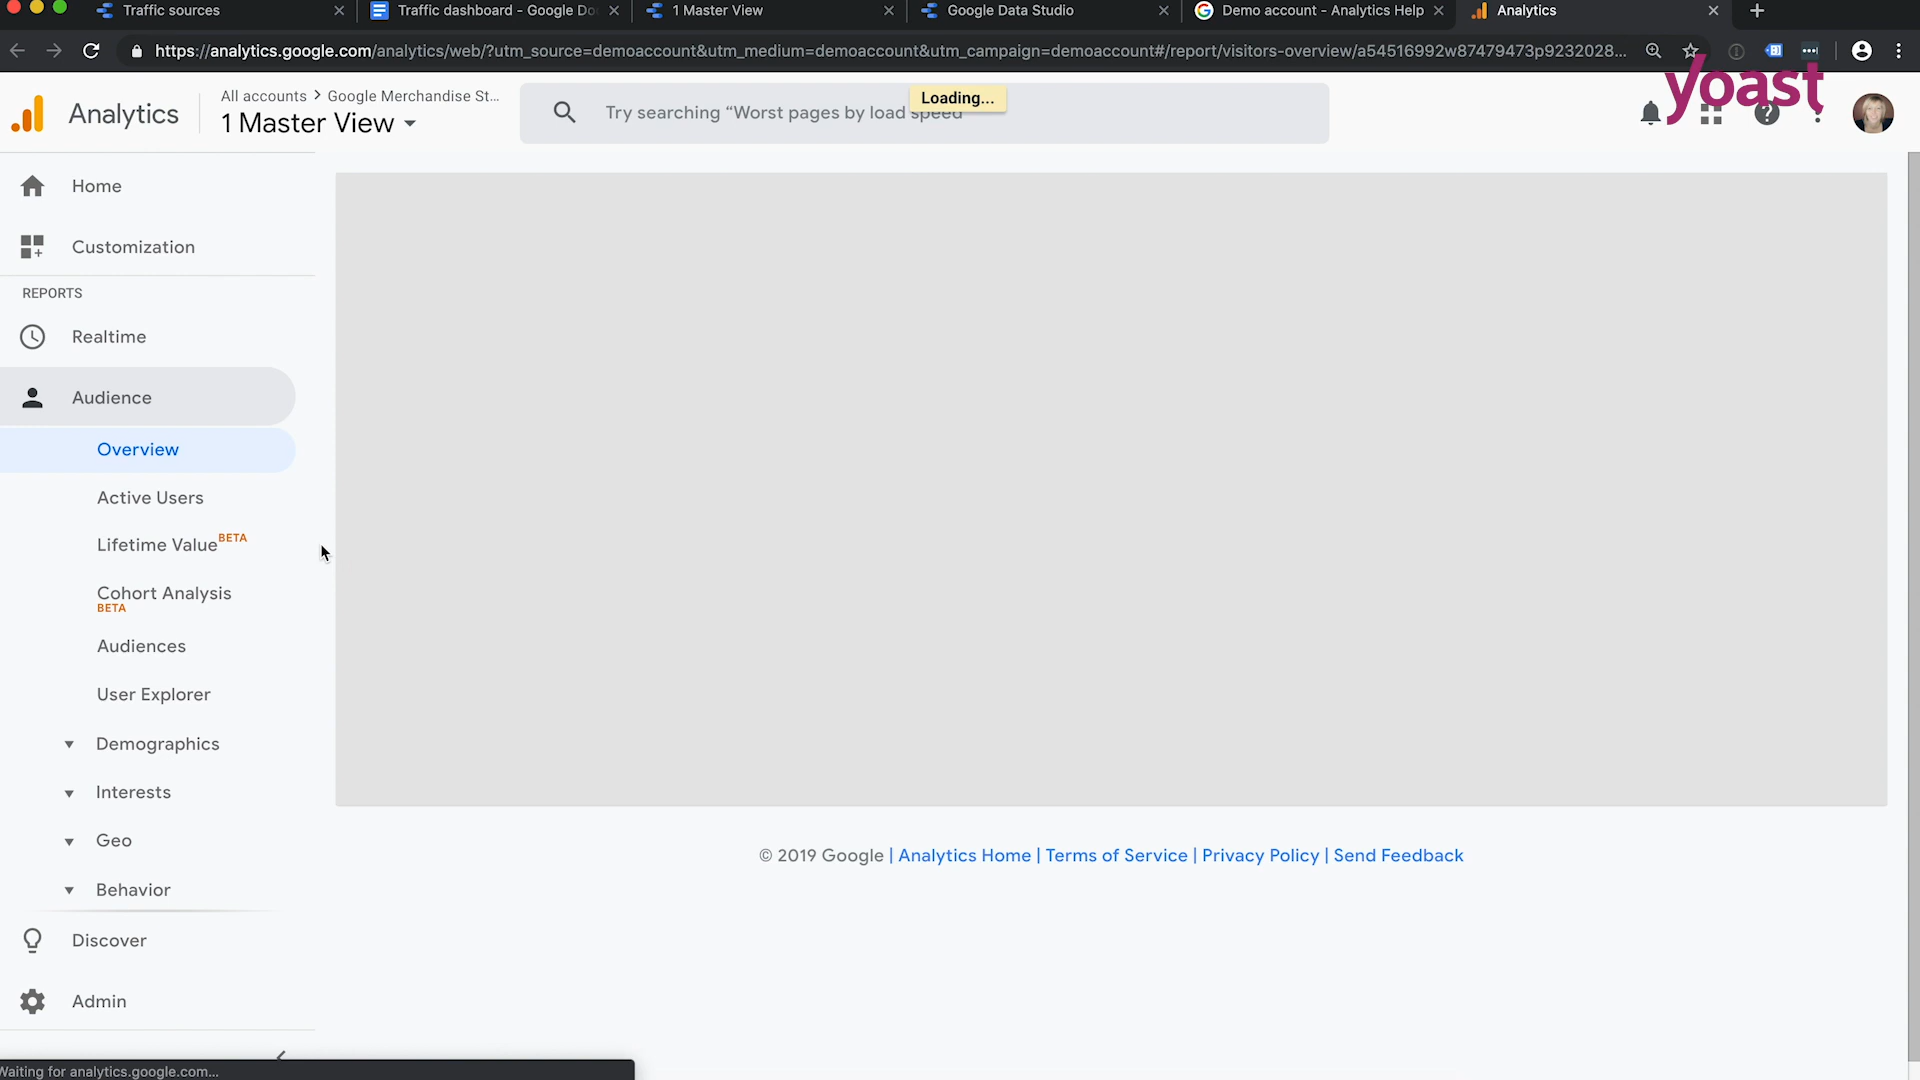 Traffic sources
Traffic dashboard - Google Do
1 Master View
Google Data Studio
Demo account - Analytics Help
Analytics
https://analytics.google.com/analytics/web/?utm_source=demoaccount&utm_medium=demoaccount&utm_campaign=demoaccount#/report/visitors-overview/a54516992w87479473p9232028...
yoast
Analytics
All accounts > Google Merchandise St...
1 Master View
Try searching “Worst pages by load speed”
Loading...
Home
Customization
REPORTS
Realtime
Audience
Overview
Active Users
Lifetime Value BETA
Cohort Analysis
BETA
Audiences
User Explorer
Demographics
Interests
Geo
Behavior
Discover
Admin
© 2019 Google | Analytics Home | Terms of Service | Privacy Policy | Send Feedback
Waiting for analytics.google.com...